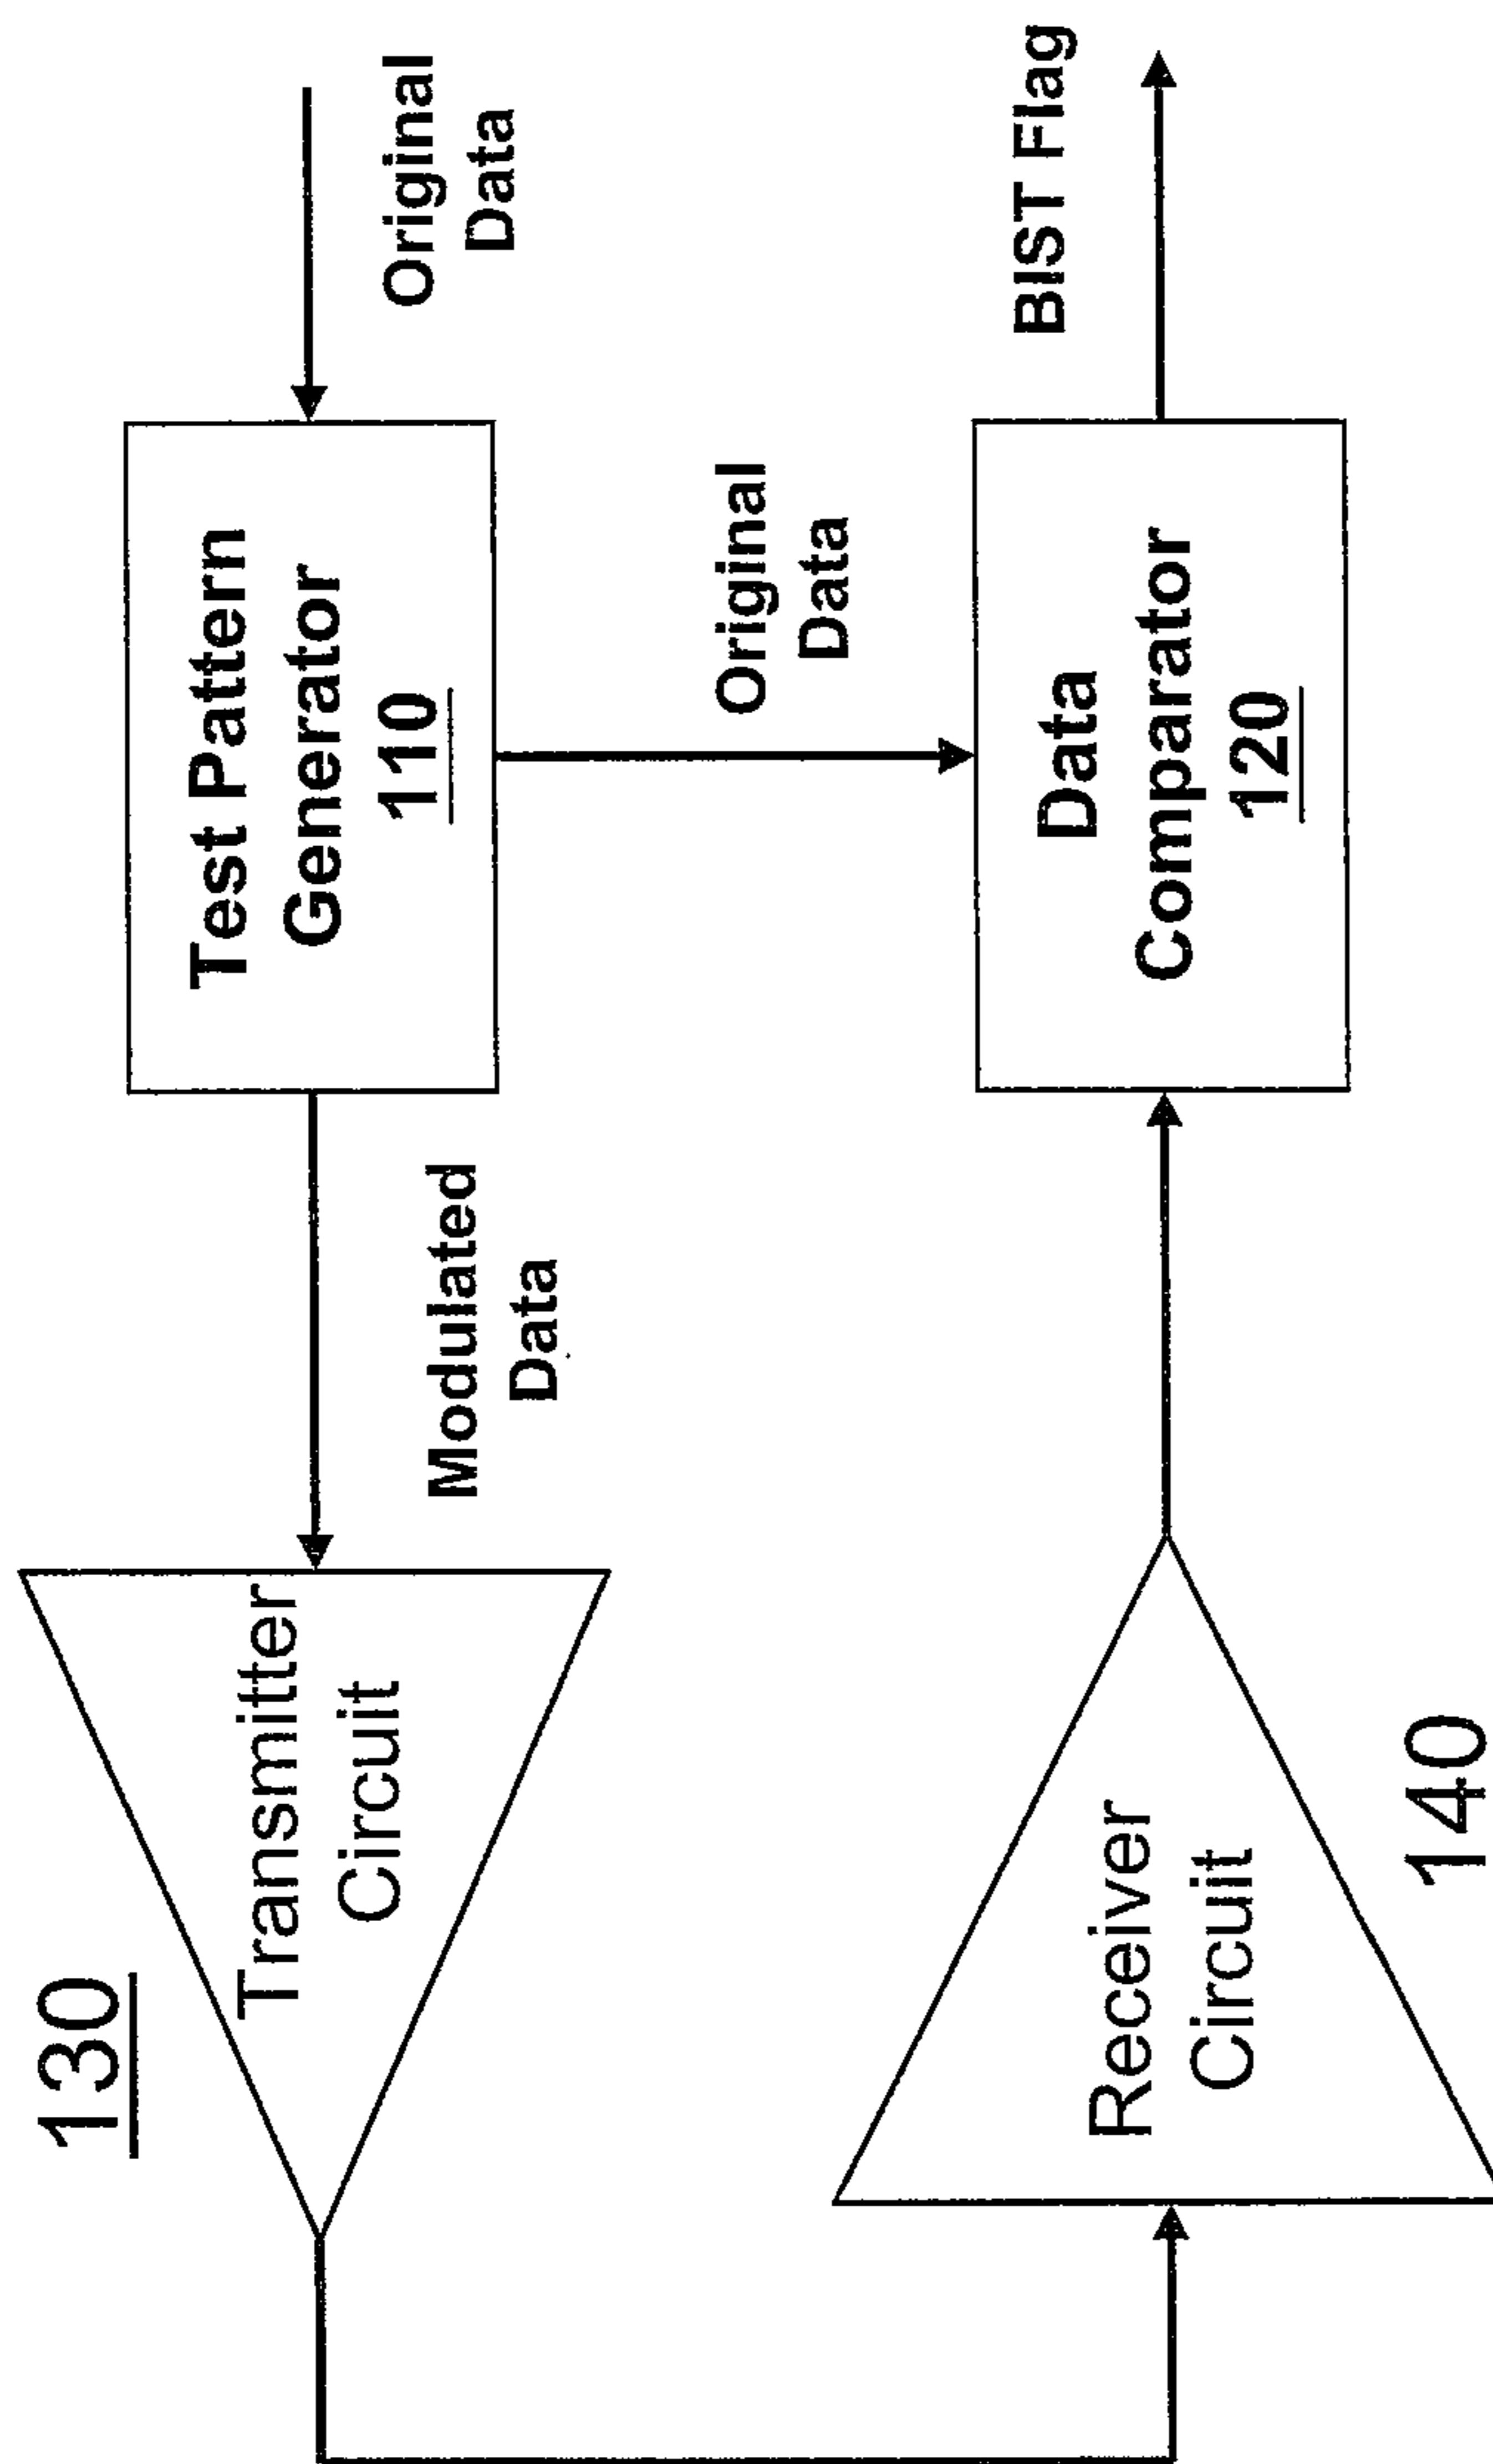 130
Transmitter
Circuit
Modulated
Data
Test Pattern
Generator
110
Original
Data
Original
Data
Receiver
Circuit
140
Data
Comparator
120
BIST Flag